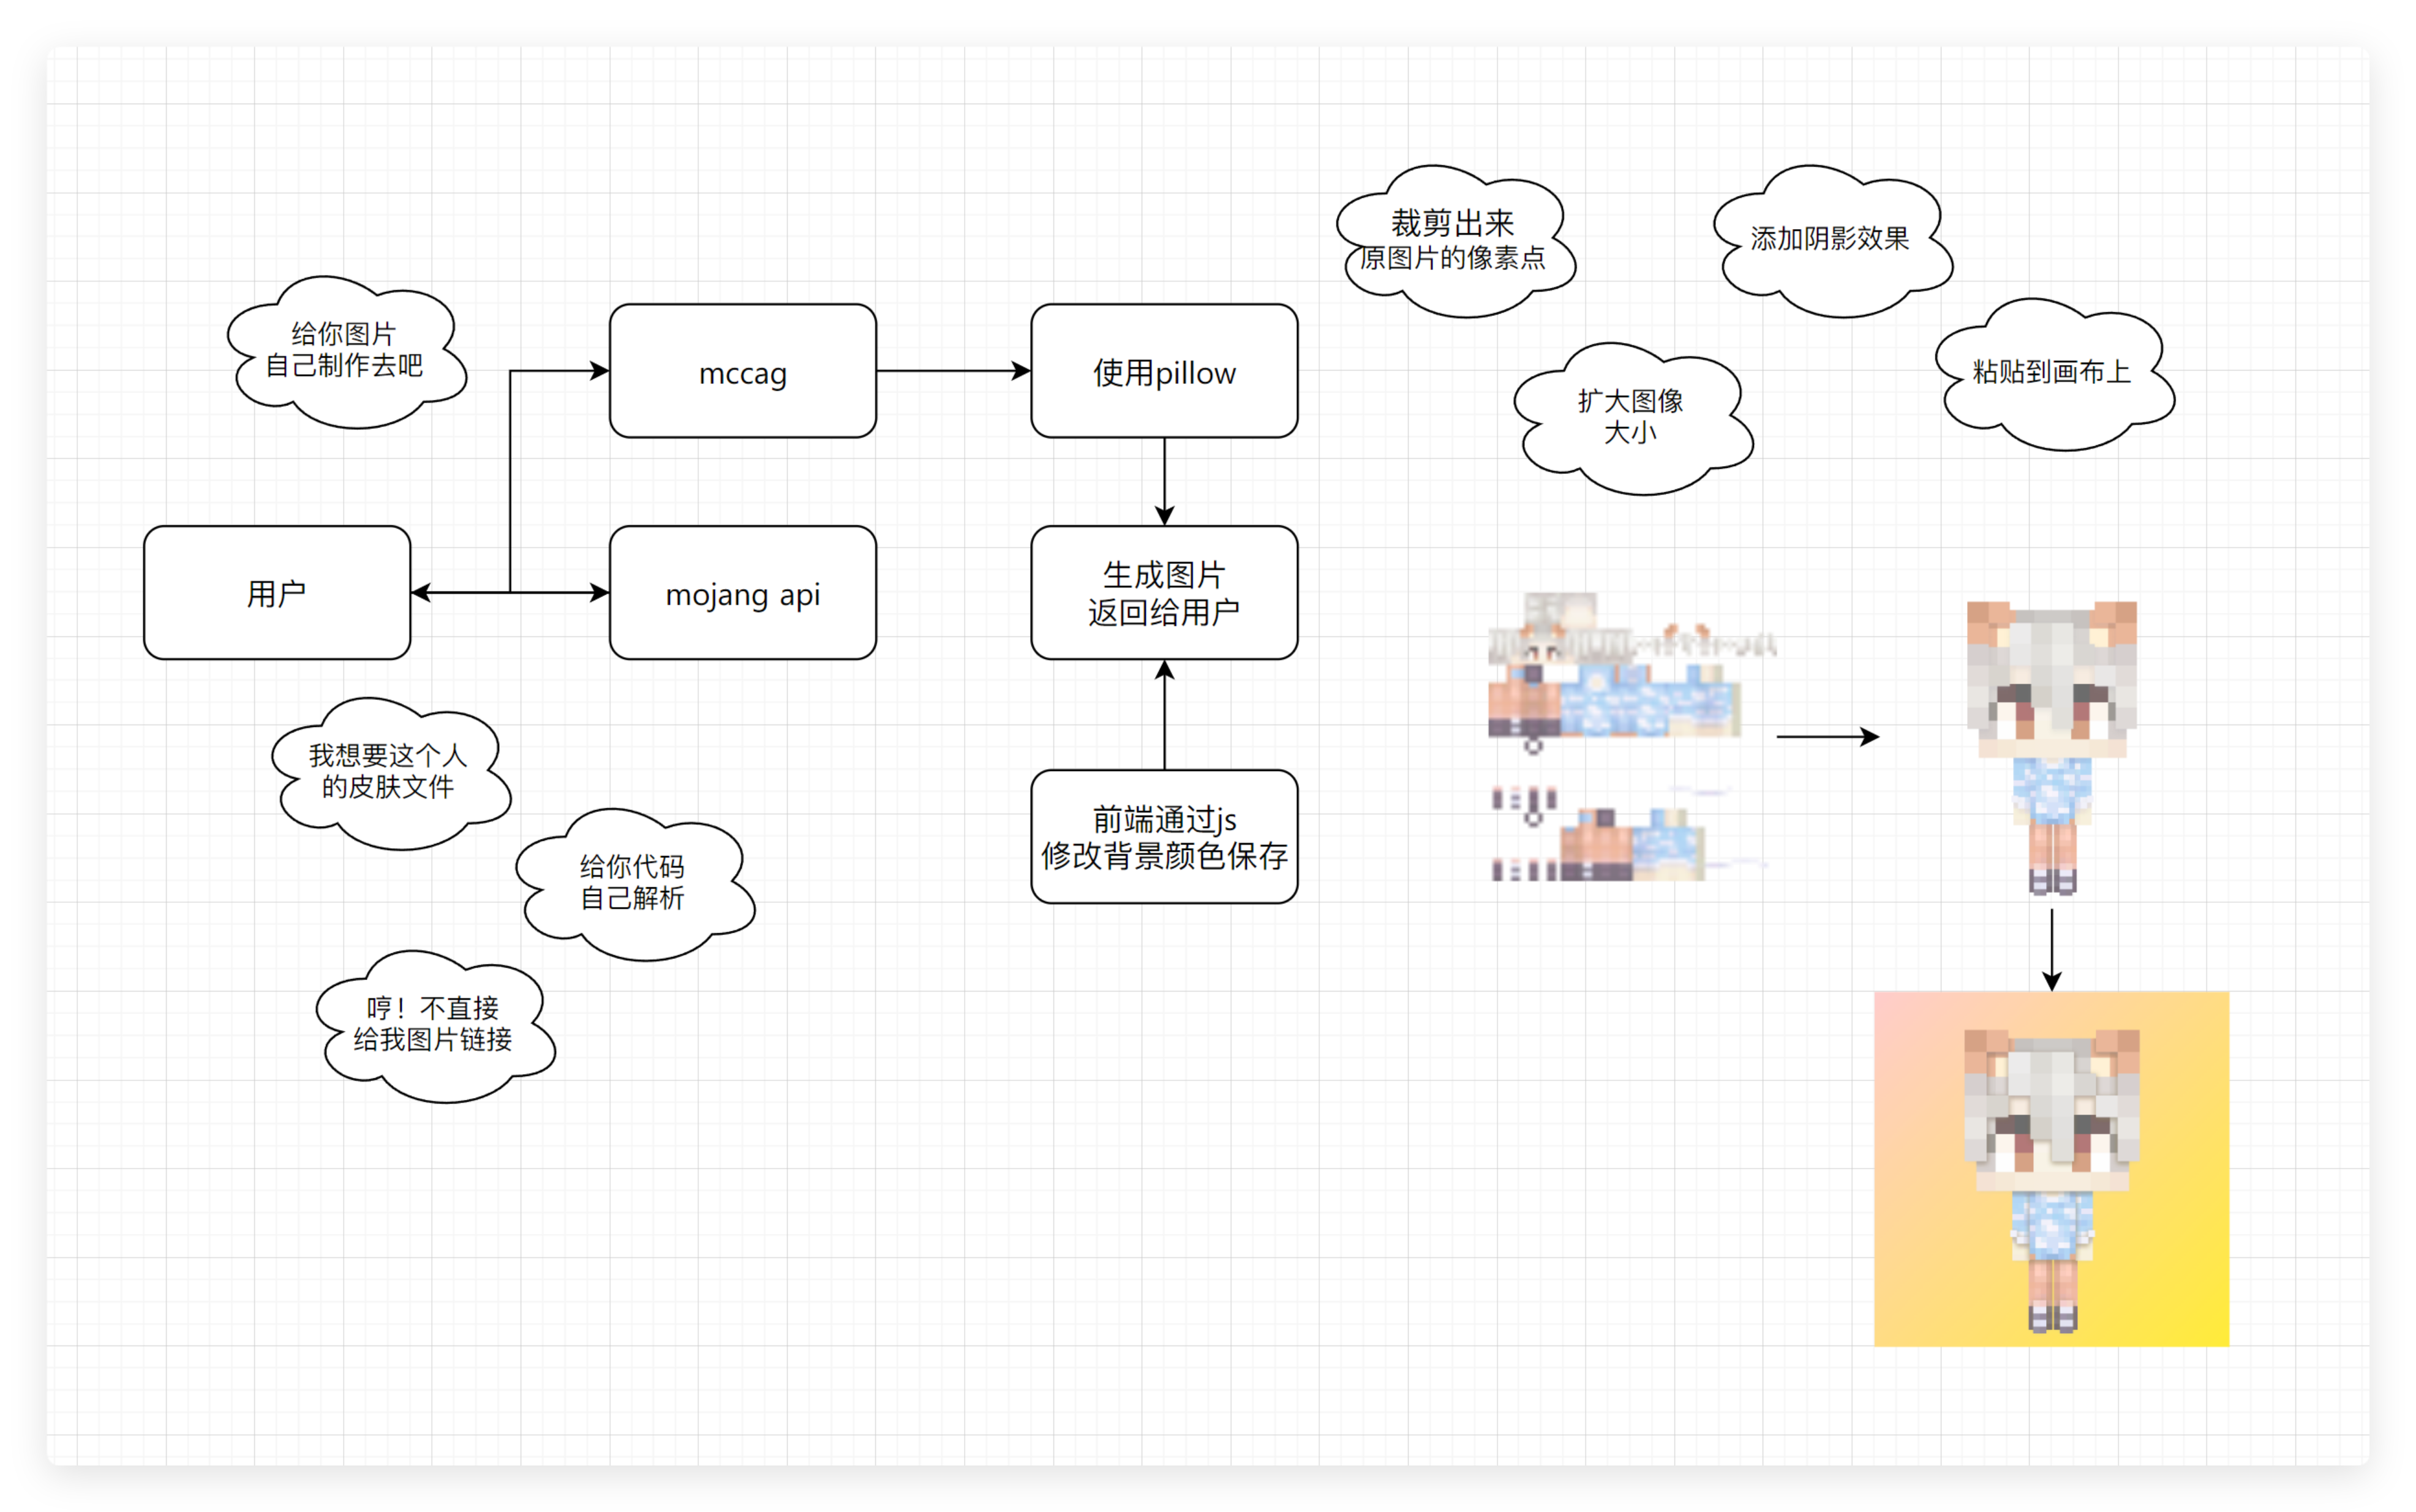 裁剪出来
原图片的像素点
添加阴影效果
给你图片
自己制作去吧
mccag
使用pillow
粘贴到画布上
扩大图像
大小
用户
mojang api
生成图片
返回给用户
我想要这个人
的皮肤文件
前端通过js
修改背景颜色保存
给你代码
自己解析
哼！不直接
给我图片链接